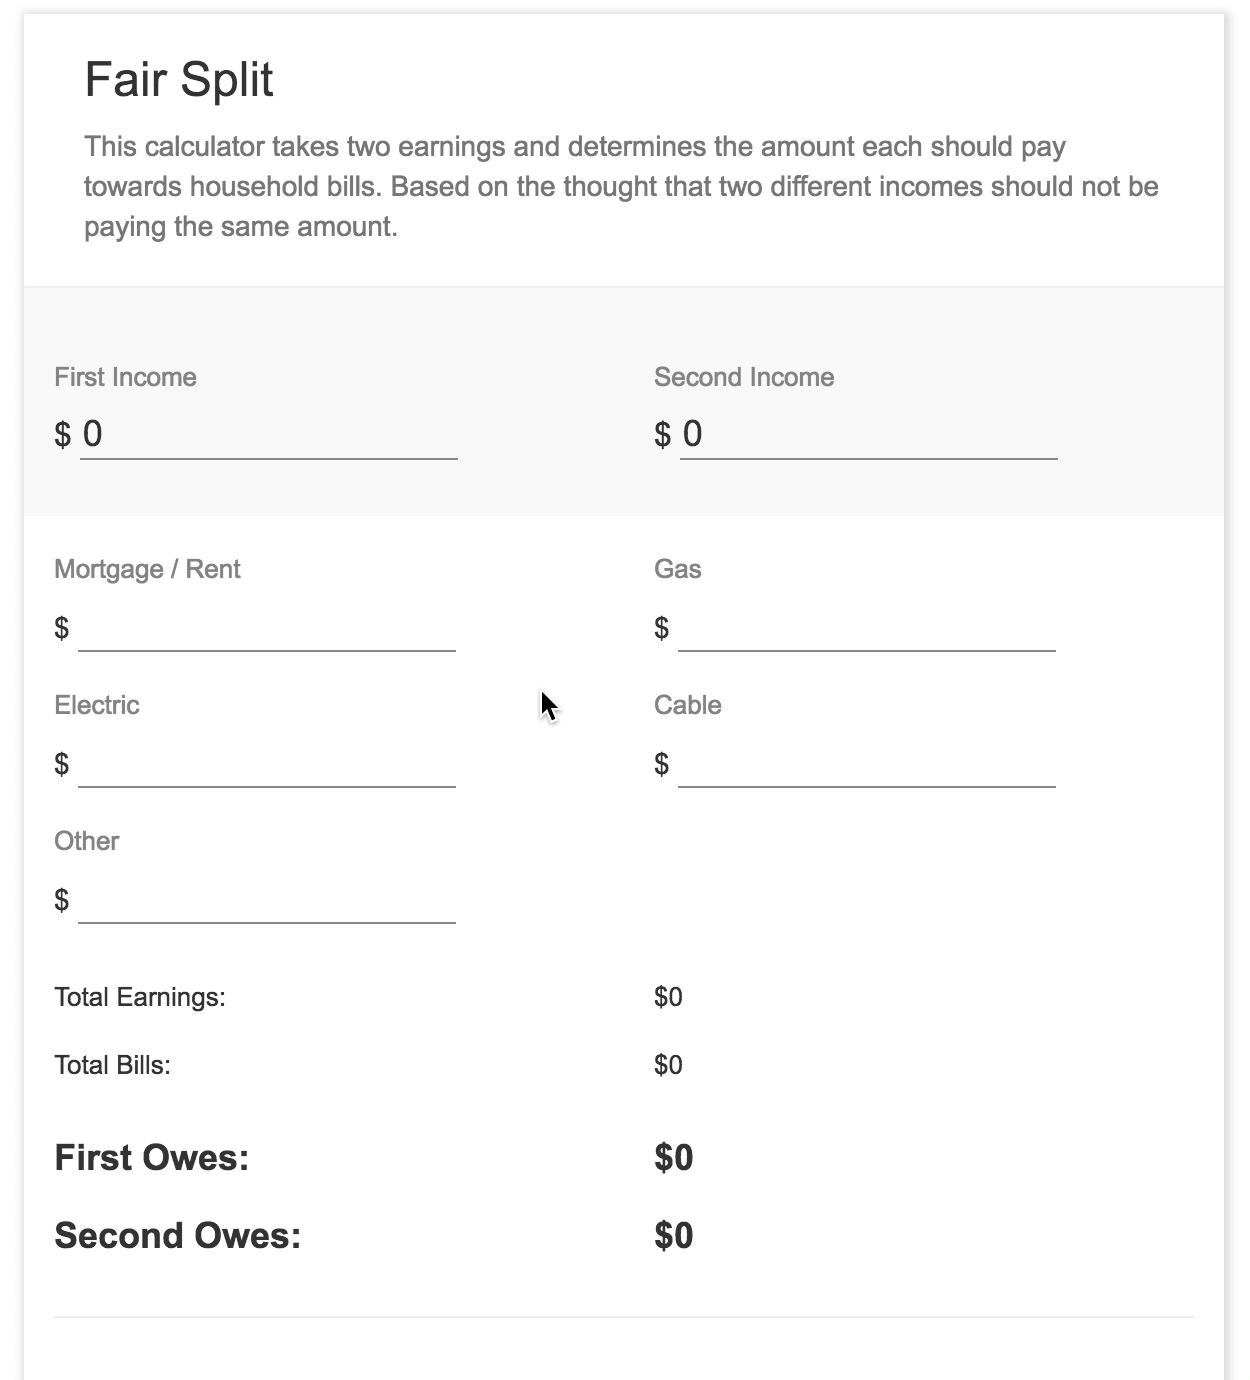 Fair Split
This calculator takes two earnings and determines the amount each should pay
towards household bills. Based on the thought that two different incomes should not be
paying the same amount.
First Income
$ 0
Second Income
$ 0
Mortgage / Rent
$
Gas
$
Electric
$
Cable
$
Other
$
Total Earnings: $0
Total Bills: $0
First Owes: $0
Second Owes: $0